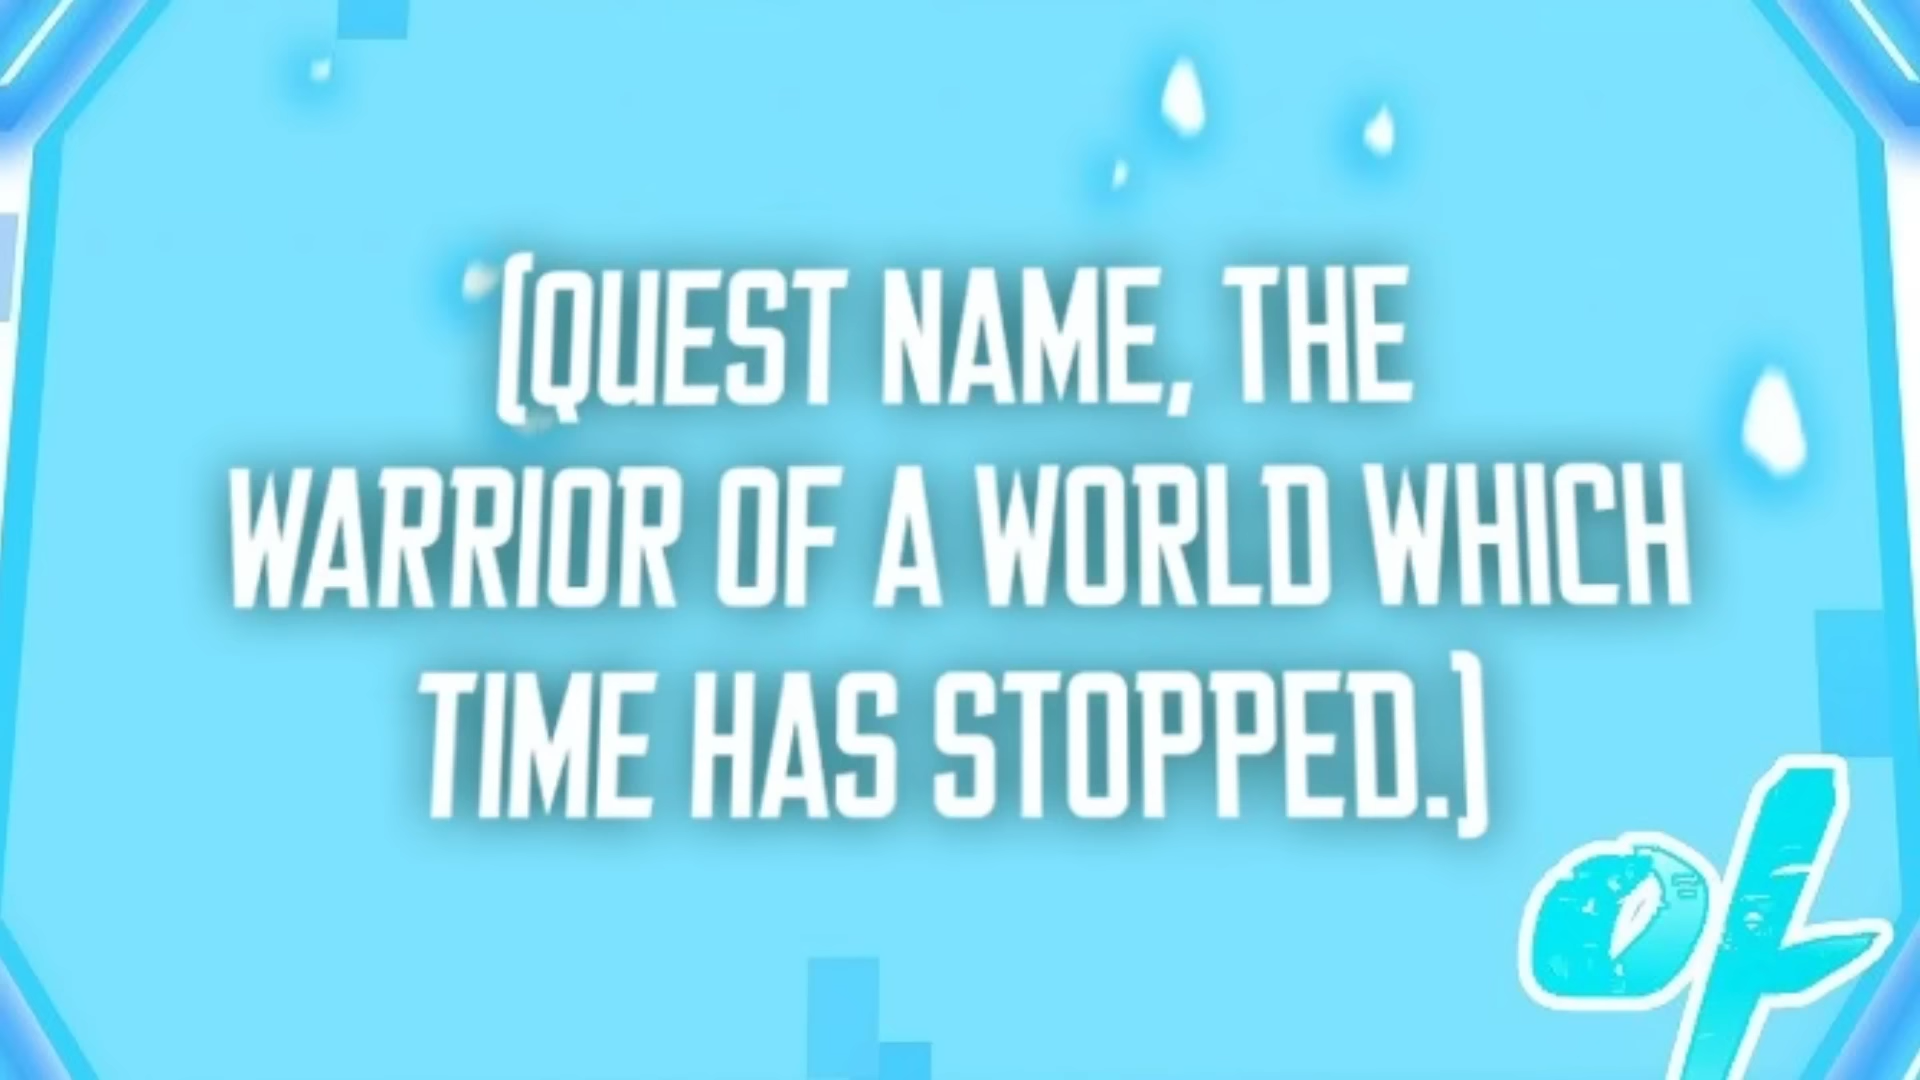 [QUEST NAME, THE
WARRIOR OF A WORLD WHICH
TIME HAS STOPPED.]